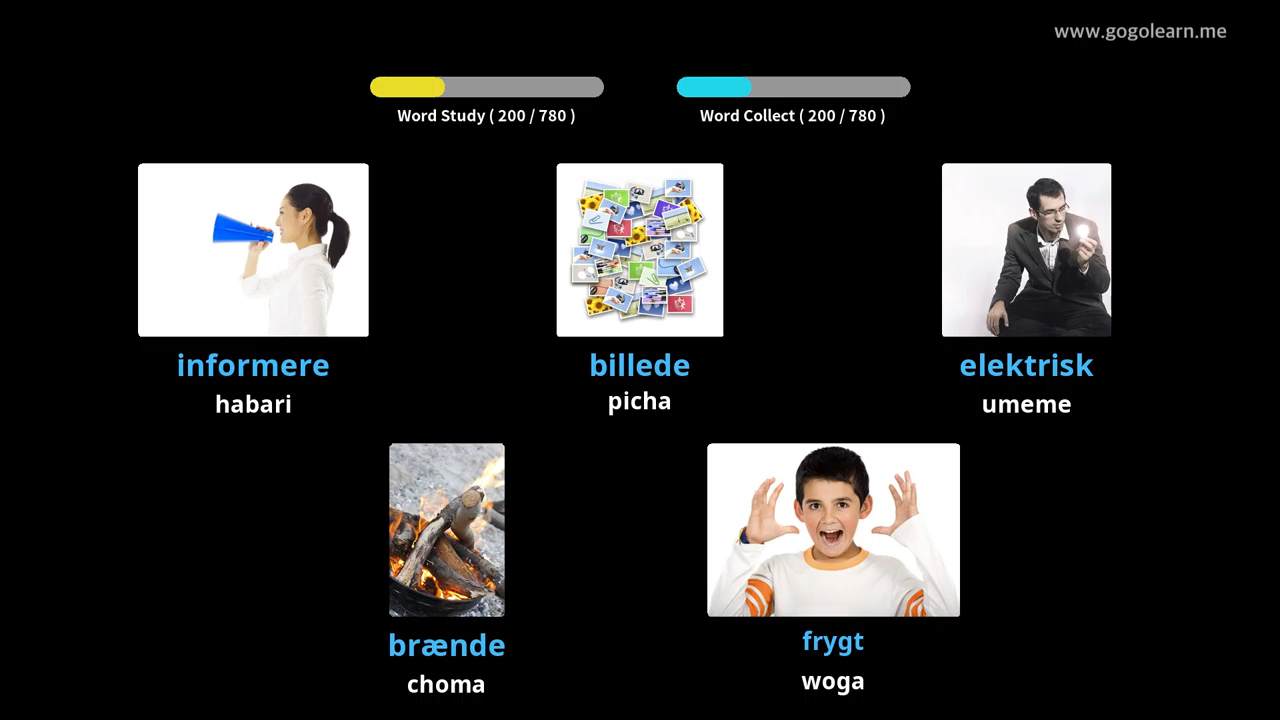 www.gogolearn.me
Word Study ( 200 / 780 )
Word Collect ( 200 / 780 )
informere
habari
billede
picha
elektrisk
umeme
brænde
choma
frygt
woga